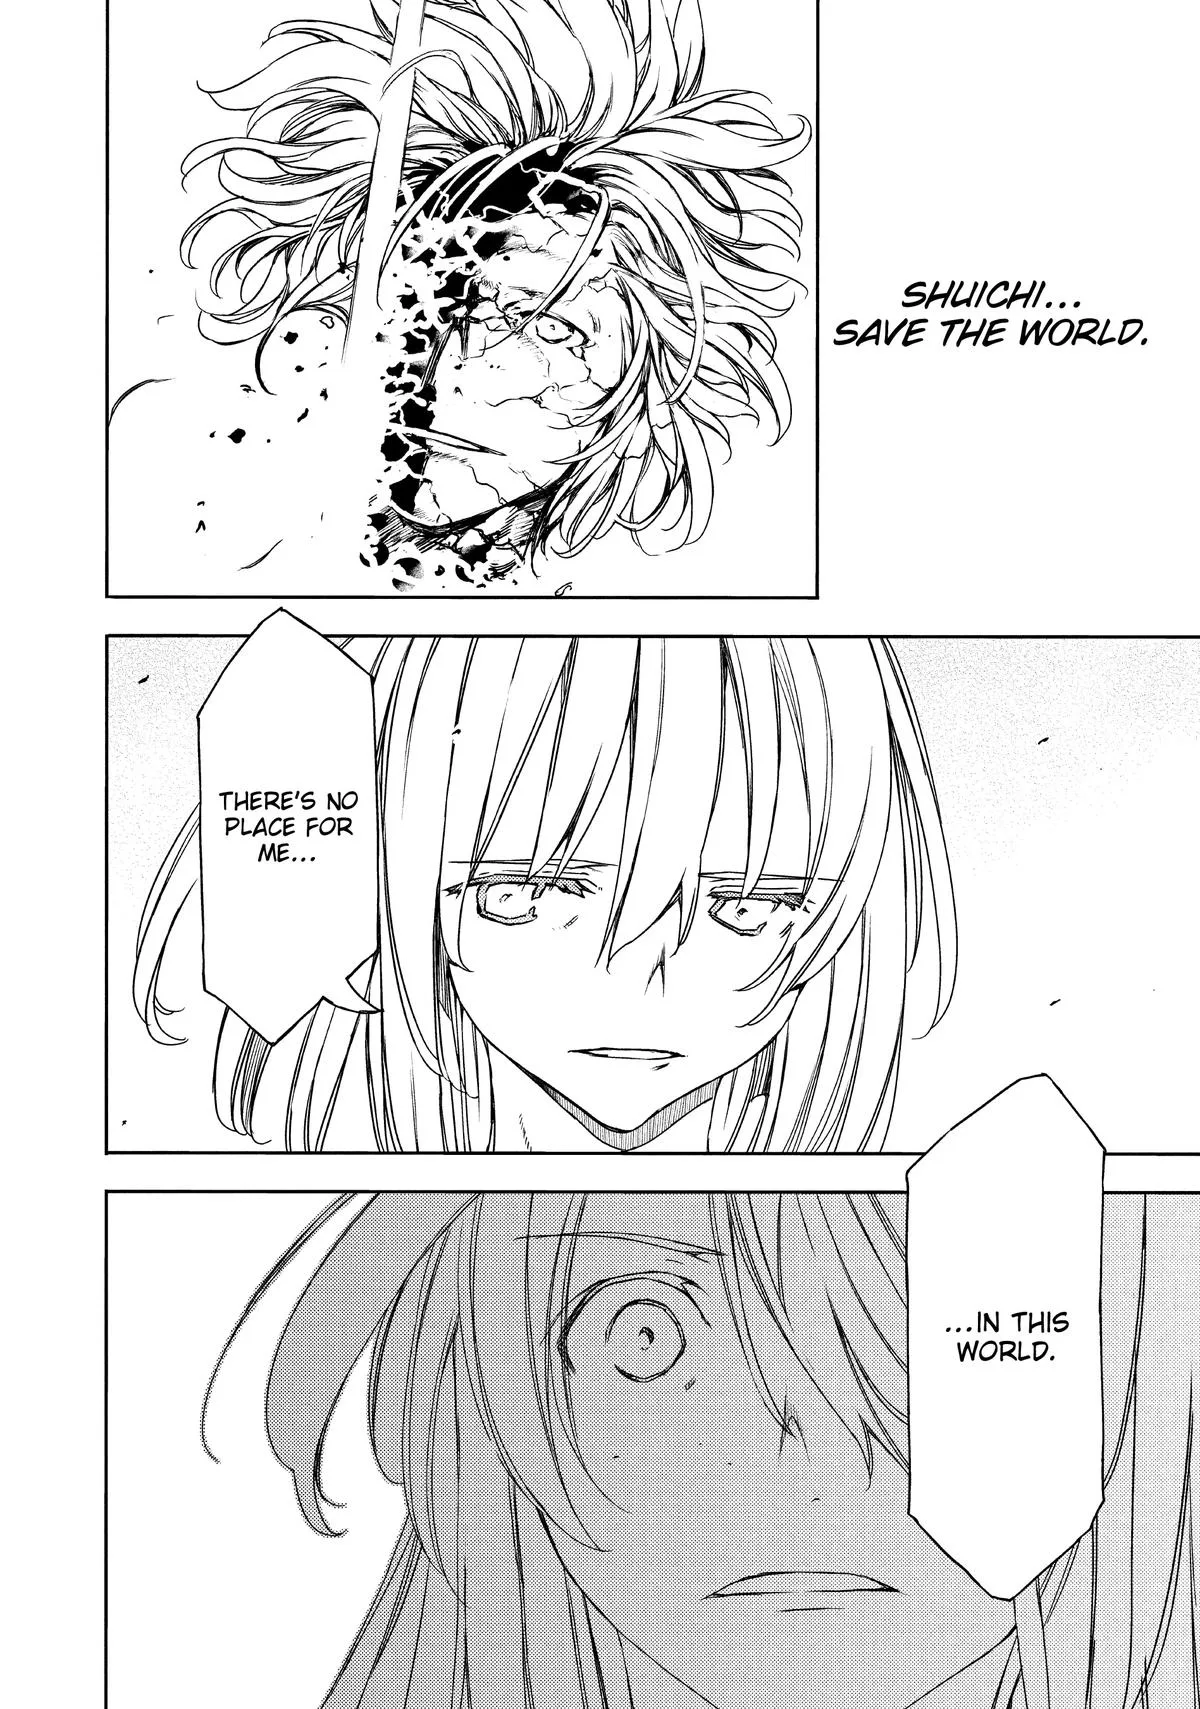 SHUICHI...
SAVE THE WORLD.
THERE'S NO
PLACE FOR
ME...
...IN THIS
WORLD.